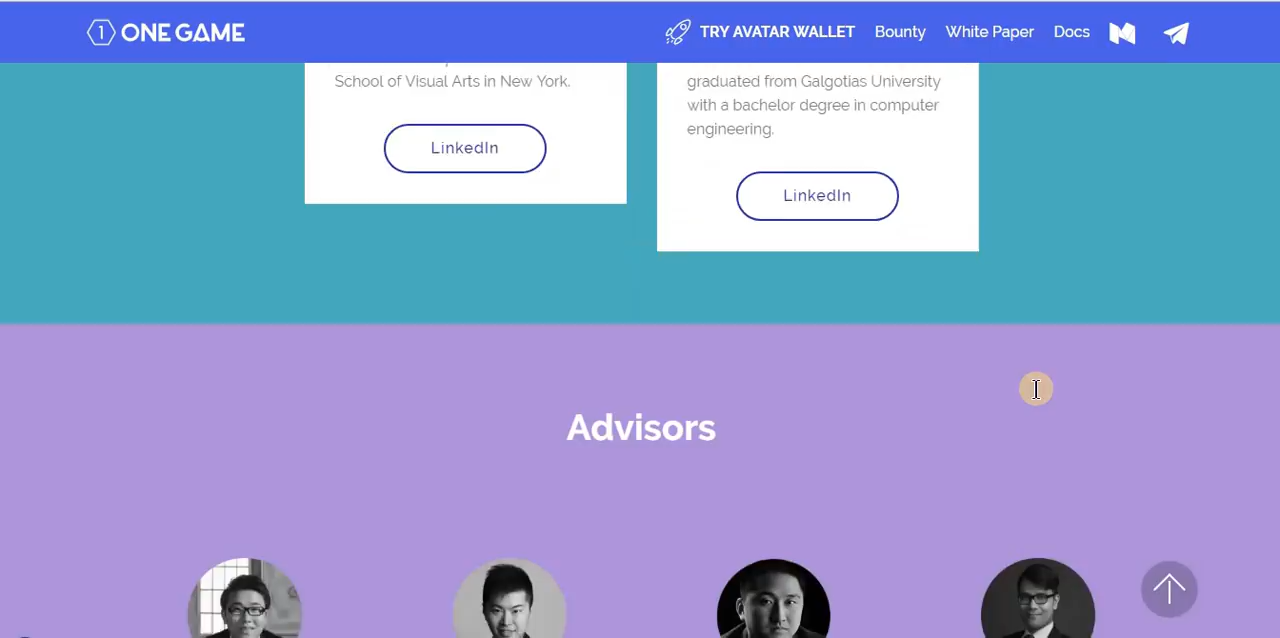 1 ONE GAME
TRY AVATAR WALLET Bounty White Paper Docs
School of Visual Arts in New York.
LinkedIn
graduated from Galgotias University
with a bachelor degree in computer
engineering.
LinkedIn
Advisors